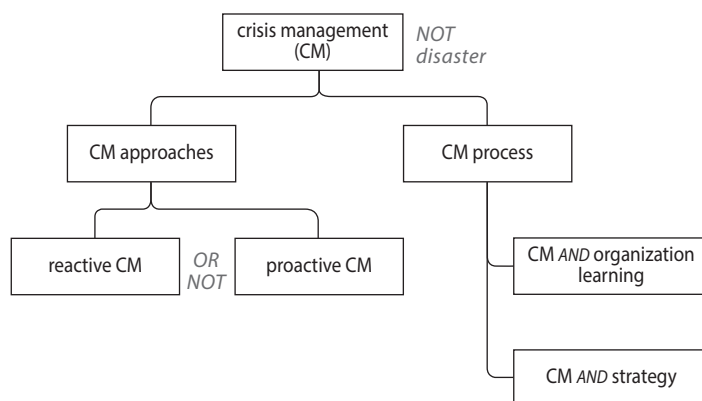 crisis management
(CM)
NOT
disaster
CM approaches
CM process
reactive CM
OR
NOT
proactive CM
CM AND organization
learning
CM AND strategy